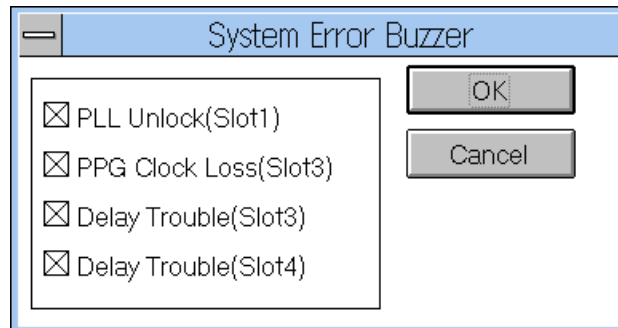 System Error Buzzer
PLL Unlock(Slot1)
PPG Clock Loss(Slot3)
Delay Trouble(Slot3)
Delay Trouble(Slot4)
OK
Cancel